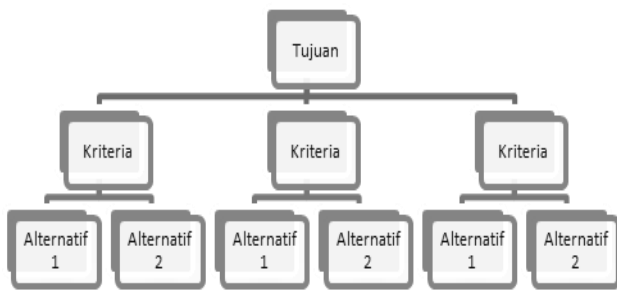 Tujuan
Kriteria
Kriteria
Kriteria
Alternatif
1
Alternatif
2
Alternatif
1
Alternatif
2
Alternatif
1
Alternatif
2